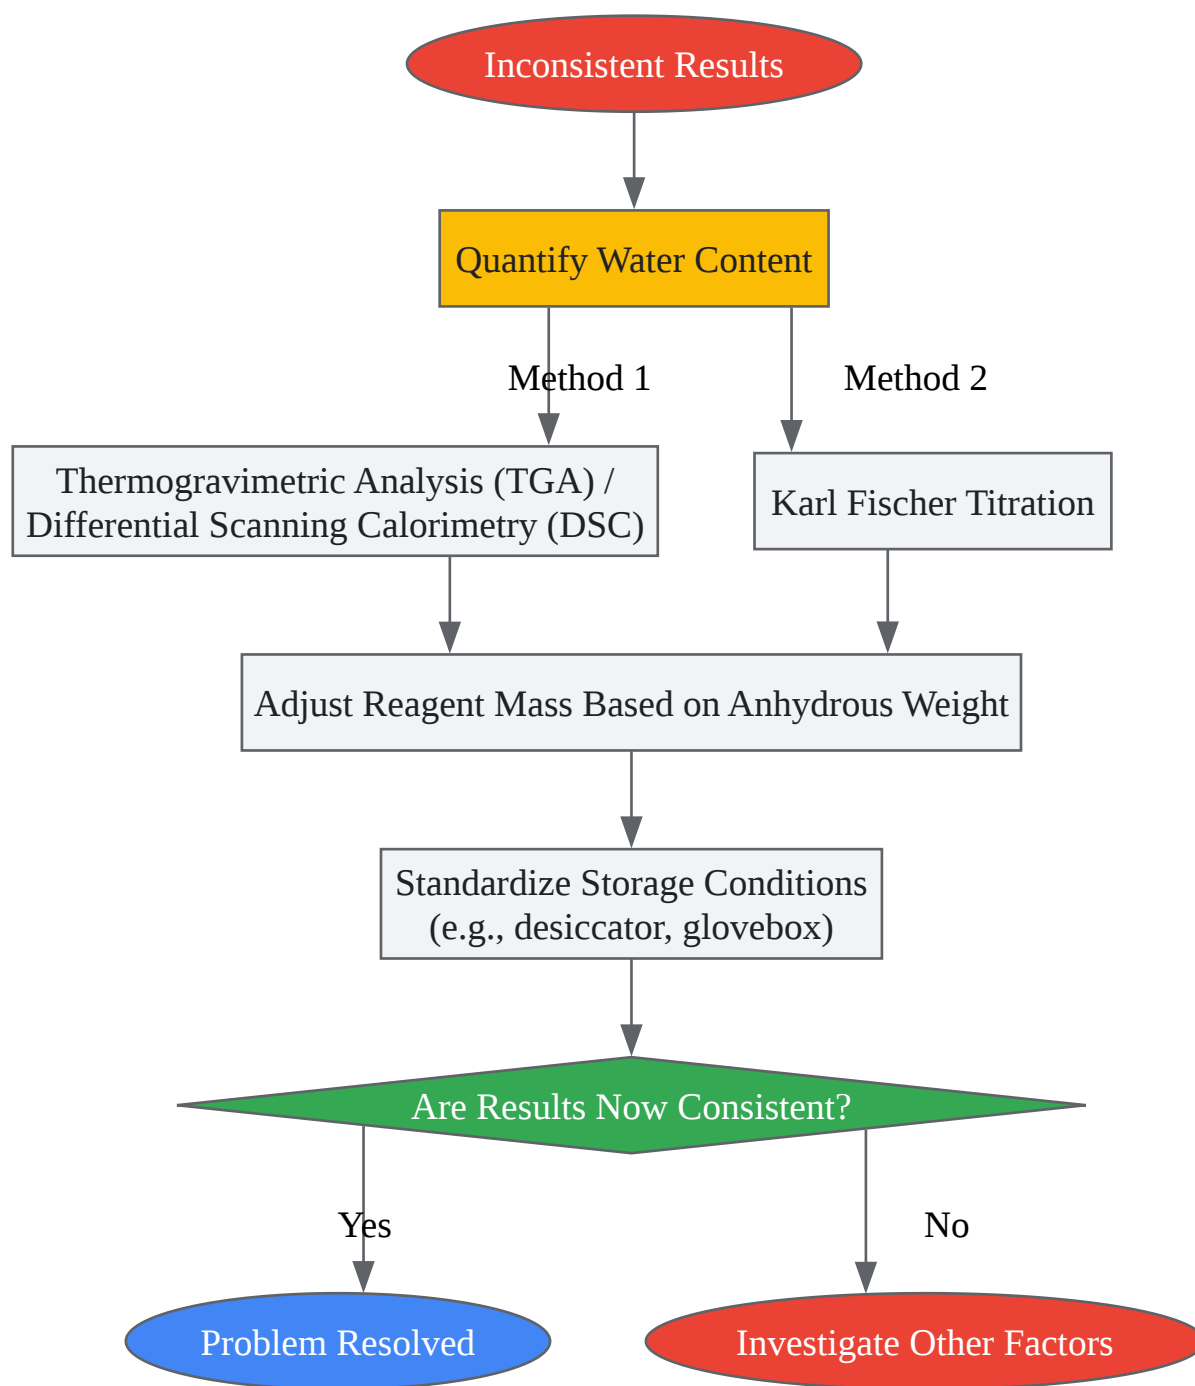 Inconsistent Results
Quantify Water Content
Method 1
Method 2
Thermogravimetric Analysis (TGA) /
Differential Scanning Calorimetry (DSC)
Karl Fischer Titration
Adjust Reagent Mass Based on Anhydrous Weight
Standardize Storage Conditions
(e.g., desiccator, glovebox)
Are Results Now Consistent?
Yes
No
Problem Resolved
Investigate Other Factors